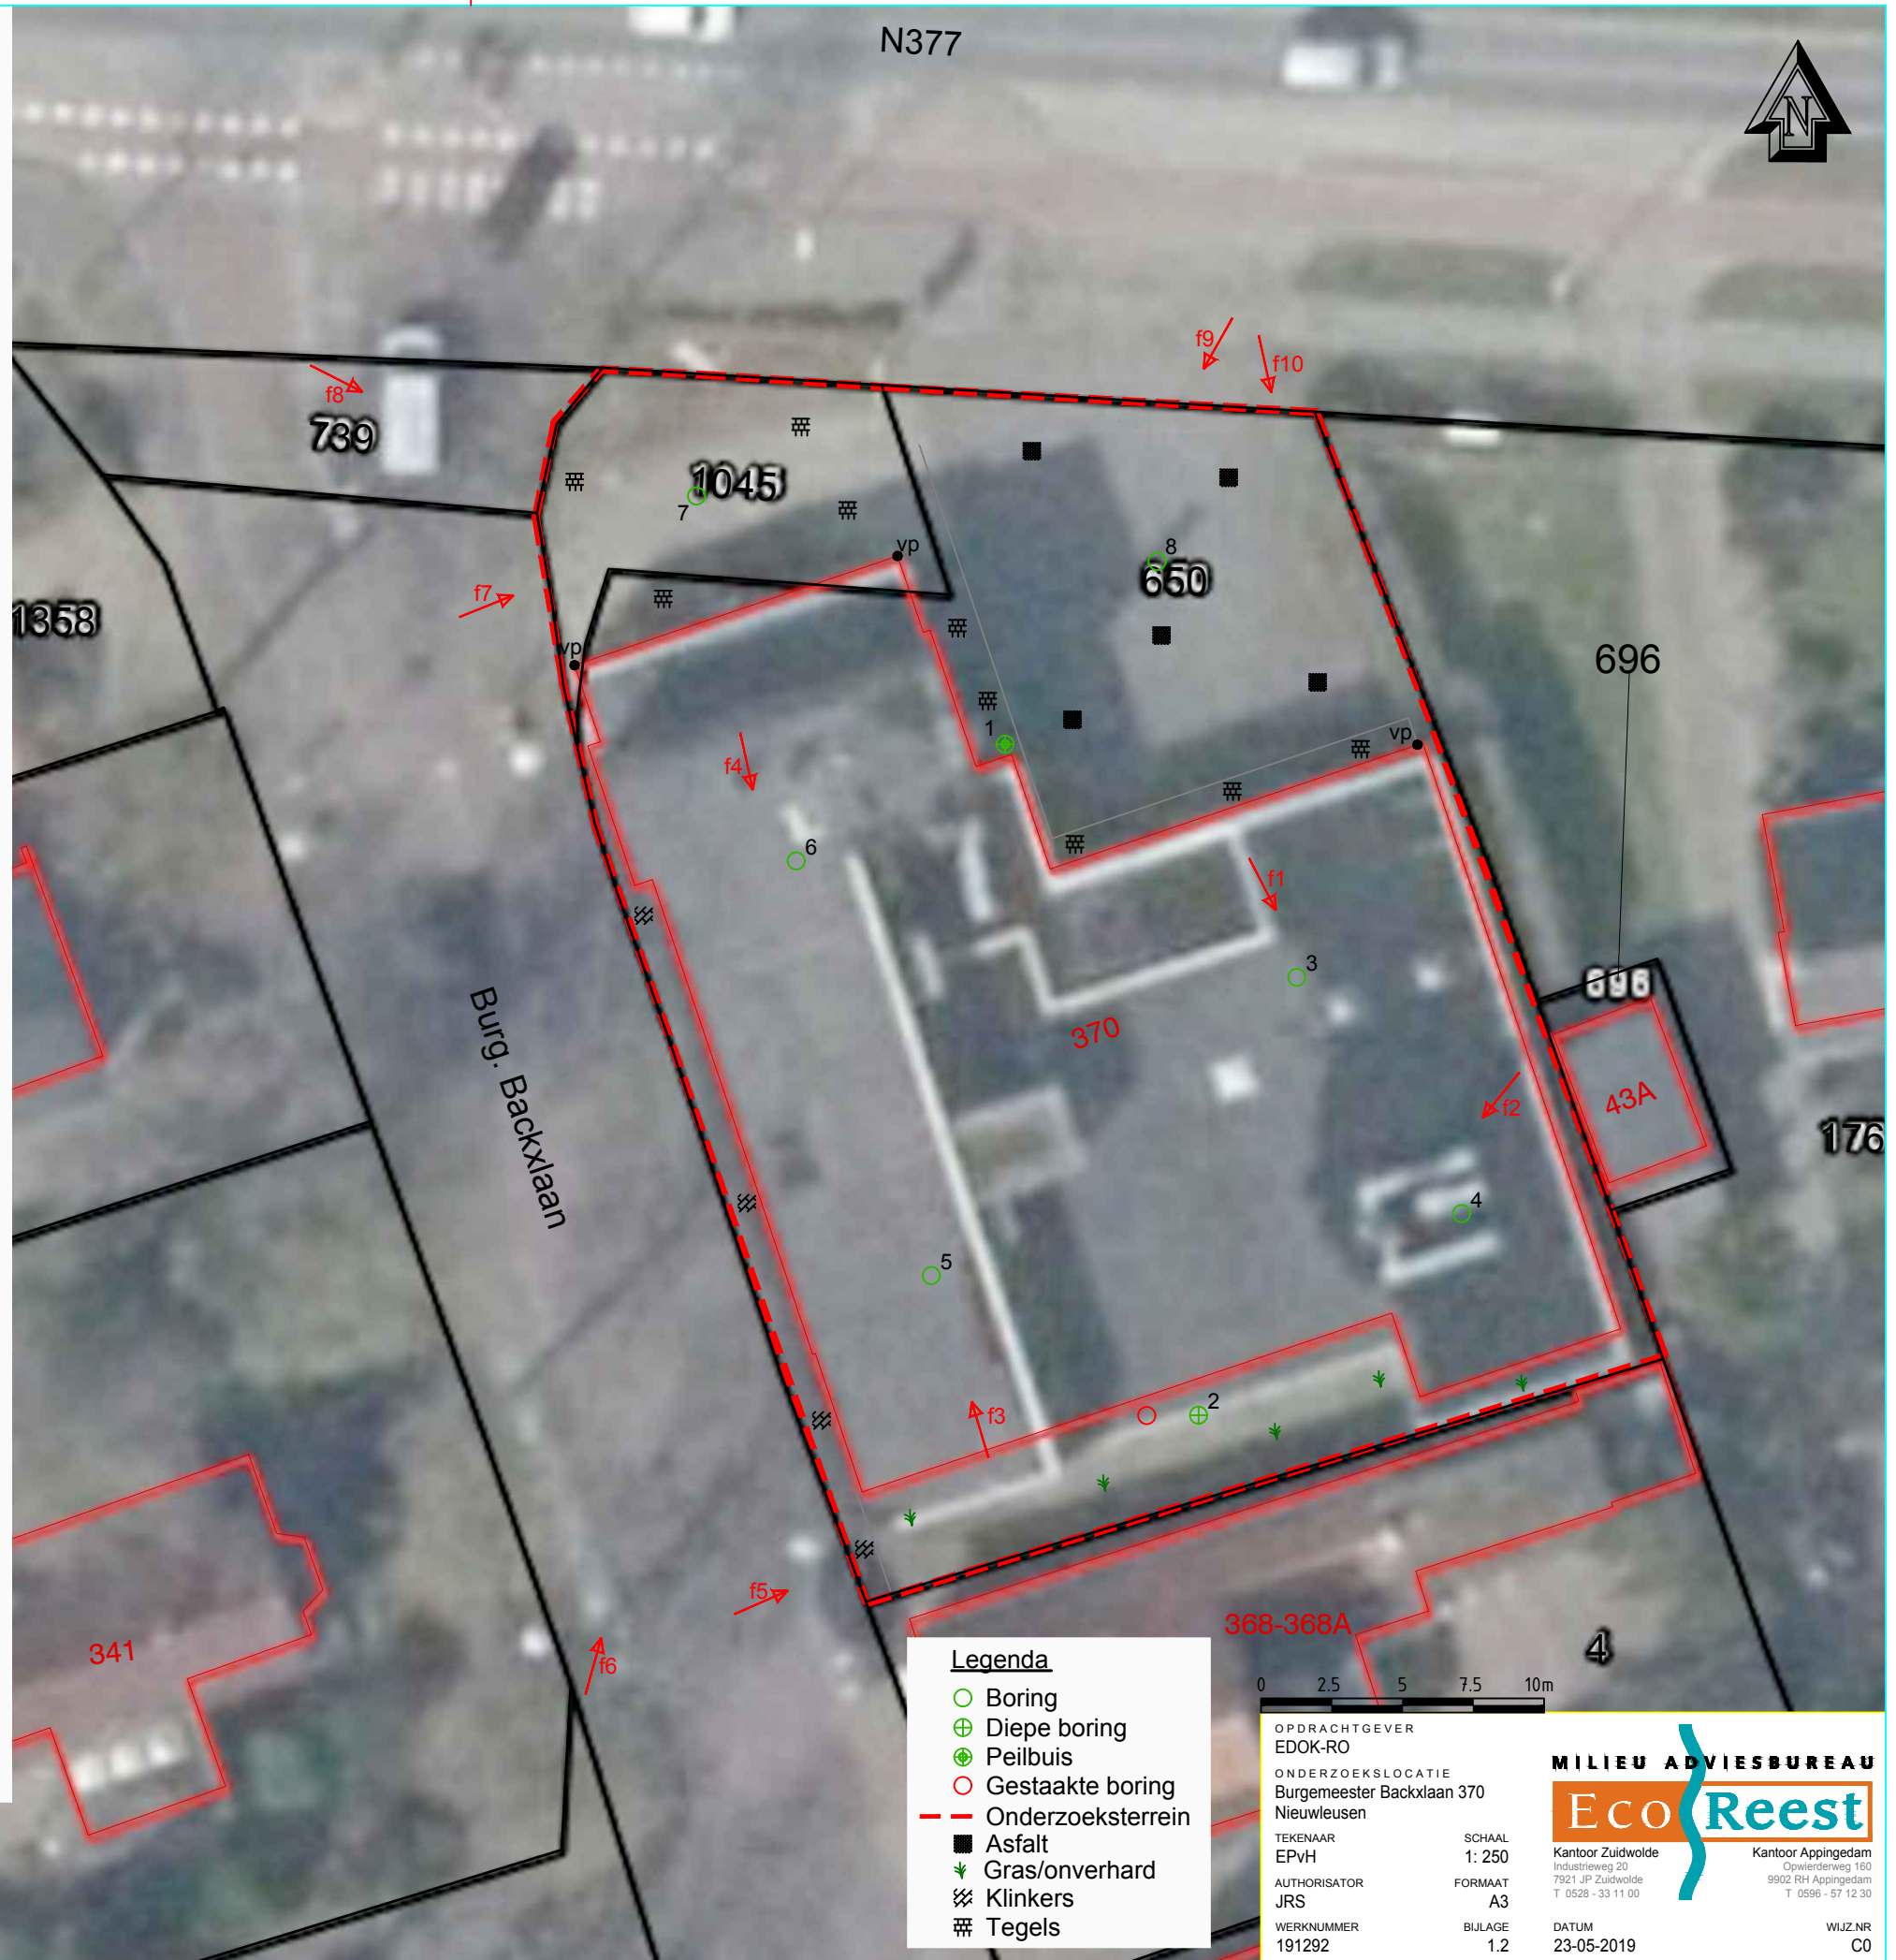 N377
N
f9
f10
f8
739
1045
7
vp
8
650
f7
1358
vp
696
1
vp
f4
6
f1
3
696
370
Burg. Backxlaan
43A
f2
176
4
5
2
f3
f5
368-368A
341
f6
4
Legenda
Boring
Diepe boring
Peilbuis
Gestaakte boring
Onderzoeksterrein
Asfalt
Gras/onverhard
Klinkers
Tegels
0 2.5 5 7.5 10m
OPDRACHTGEVER
EDOK-RO
ONDERZOEKSLOCATIE
Burgemeester Backxlaan 370
Nieuwleusen
TEKENAAR SCHAAL
EPvH 1: 250
AUTHORISATOR FORMAAT
JRS A3
WERKNUMMER BIJLAGE
191292 1.2
MILIEU ADVIESBUREAU
Eco Reest
Kantoor Zuidwolde
Industrieweg 20
7921 JP Zuidwolde
T 0528 - 33 11 00
Kantoor Appingedam
Opwierderweg 160
9902 RH Appingedam
T 0596 - 57 12 30
DATUM WIJZ.NR
23-05-2019 C0